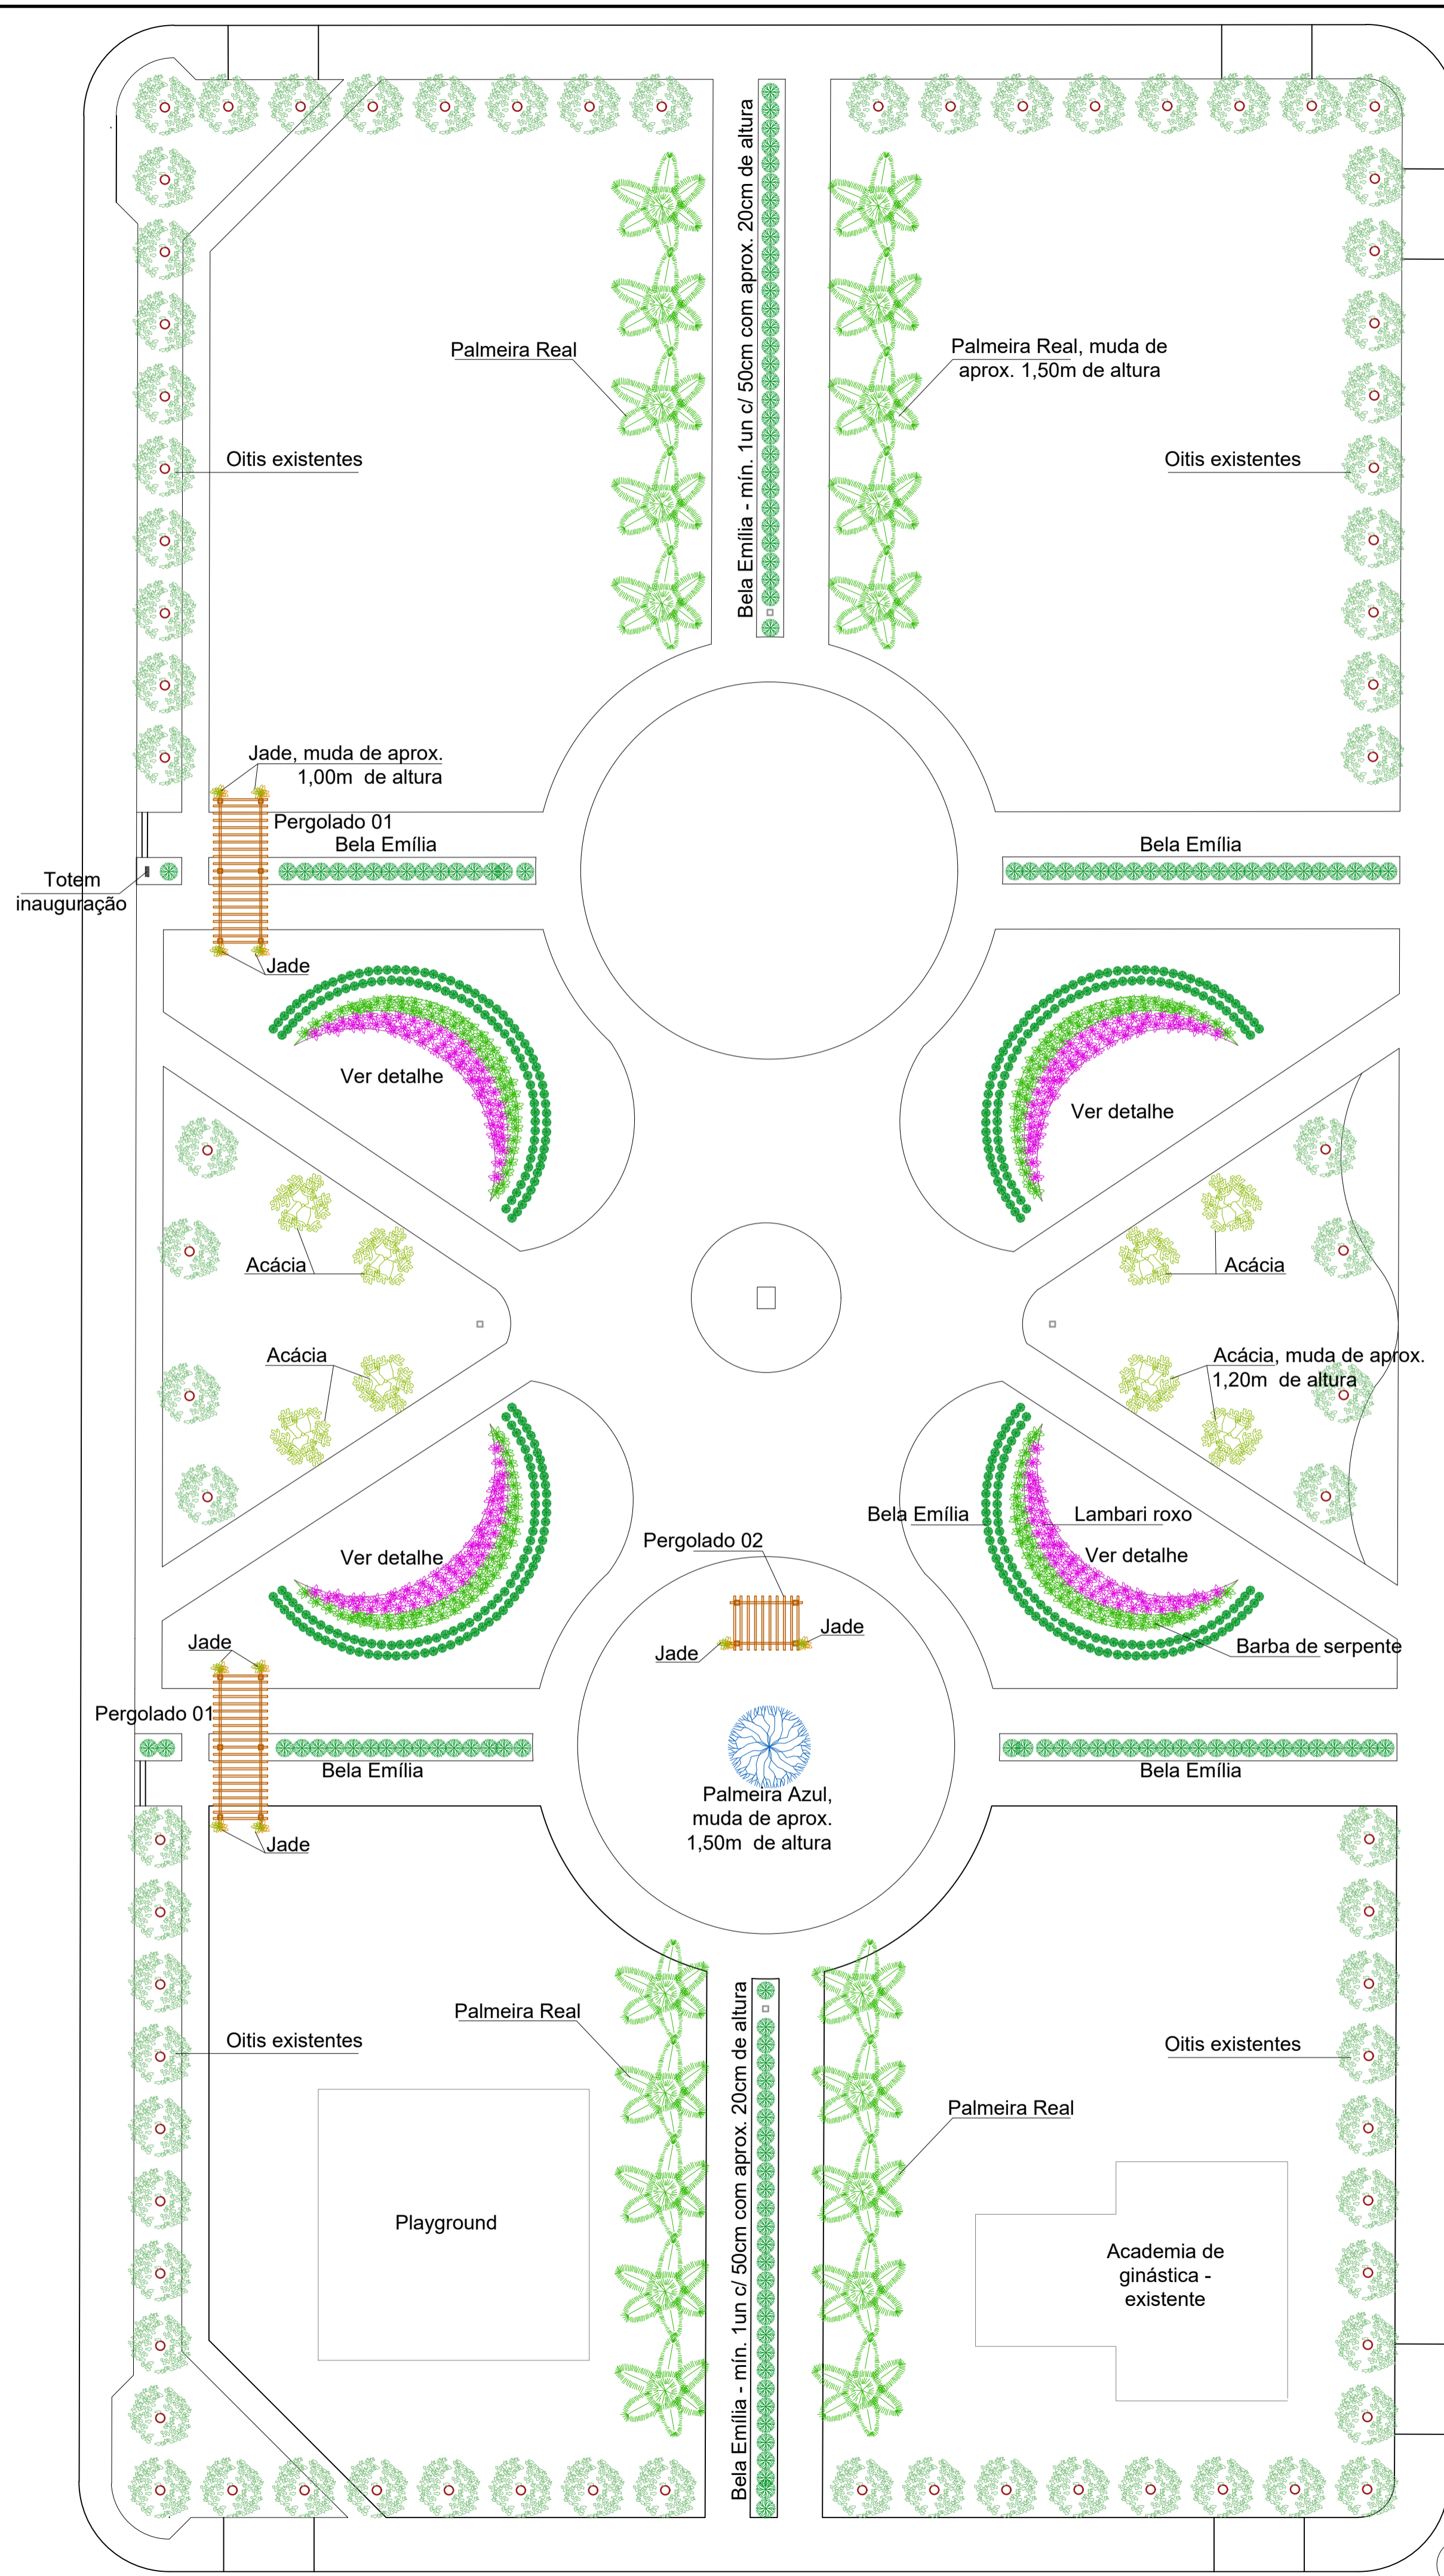 Bela Emília - mín. 1un c/ 50cm com aprox. 20cm de altura
Palmeira Real
Palmeira Real, muda de
aprox. 1,50m de altura
Oitis existentes
Oitis existentes
Jade, muda de aprox.
1,00m de altura
Pergolado 01
Bela Emília
Bela Emília
Totem
inauguração
Jade
Ver detalhe
Ver detalhe
Acácia
Acácia
Acácia
Acácia, muda de aprox.
1,20m de altura
Bela Emília
Lambari roxo
Pergolado 02
Ver detalhe
Ver detalhe
Jade
Jade
Jade
Barba de serpente
Pergolado 01
Bela Emília
Bela Emília
Palmeira Azul,
muda de aprox.
1,50m de altura
Jade
Bela Emília - mín. 1un c/ 50cm com aprox. 20cm de altura
Palmeira Real
Oitis existentes
Oitis existentes
Palmeira Real
Playground
Academia de
ginástica -
existente